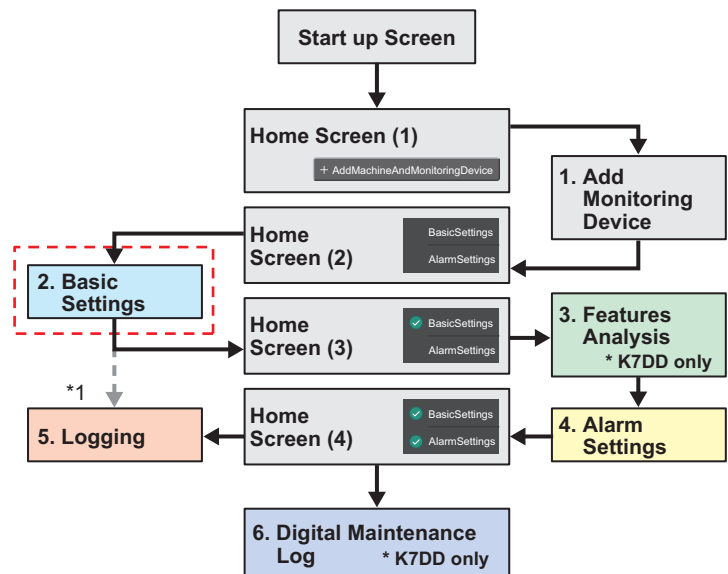 Start up Screen
Home Screen (1)
+ AddMachineAndMonitoringDevice
1. Add
Monitoring
Device
Home
Screen (2)
BasicSettings
AlarmSettings
2. Basic
Settings
Home
Screen (3)
BasicSettings
AlarmSettings
3. Features
Analysis
* K7DD only
*1
5. Logging
Home
Screen (4)
BasicSettings
AlarmSettings
4. Alarm
Settings
6. Digital Maintenance
Log * K7DD only